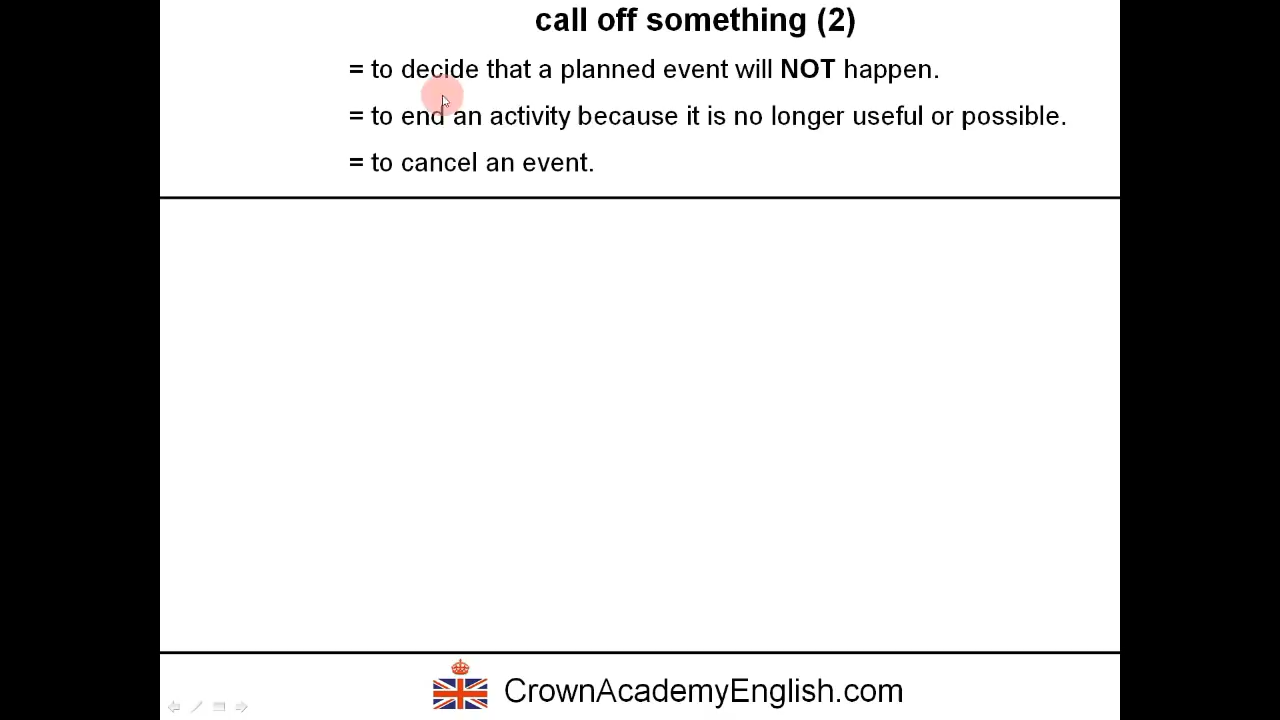 call off something (2)
= to decide that a planned event will NOT happen.
= to end an activity because it is no longer useful or possible.
= to cancel an event.
CrownAcademyEnglish.com